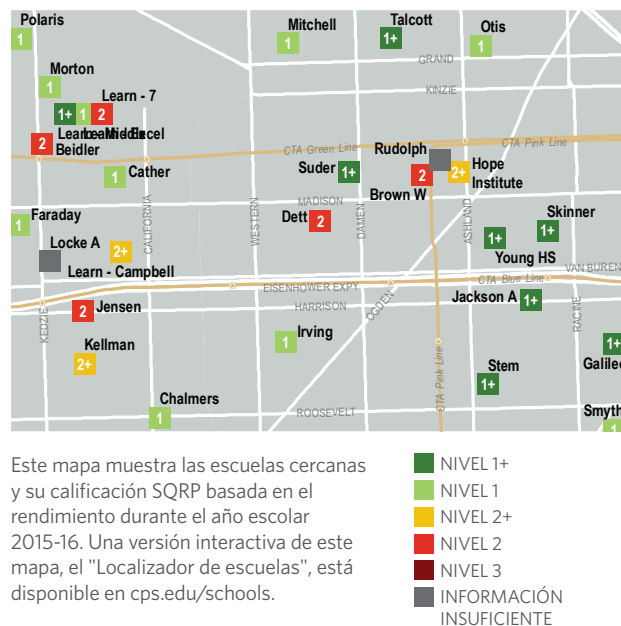 Polaris
1
Mitchell
1
Talcott
1+
Otis
1
GRAND
Morton
1
KINZIE
Learn - 7
1+
1
2
2
Beidler
CTA Green Line
CTA Pink Line
Rudolph
Suder
1+
2
2+
Hope
Institute
Brown W
1
Cather
CALIFORNIA
WESTERN
MADISON
DAMEN
ASHLAND
Faraday
1
Dett
2
Skinner
1+
Locke A
2+
1+
Young HS
Learn - Campbell
VAN BUREN
CTA Blue Line
EISENHOWER EXPY
HARRISON
OGDEN
Jackson A
1+
RACINE
2
Jensen
KEDZIE
Irving
1
CTA Pink Line
Kellman
2+
1+
Galilec
Stem
1+
Chalmers
1
ROOSEVELT
Smyth
1
Este mapa muestra las escuelas cercanas
y su calificación SQRP basada en el
rendimiento durante el año escolar
2015-16. Una versión interactiva de este
mapa, el "Localizador de escuelas", está
disponible en cps.edu/schools.
NIVEL 1+
NIVEL 1
NIVEL 2+
NIVEL 2
NIVEL 3
INFORMACIÓN
INSUFICIENTE